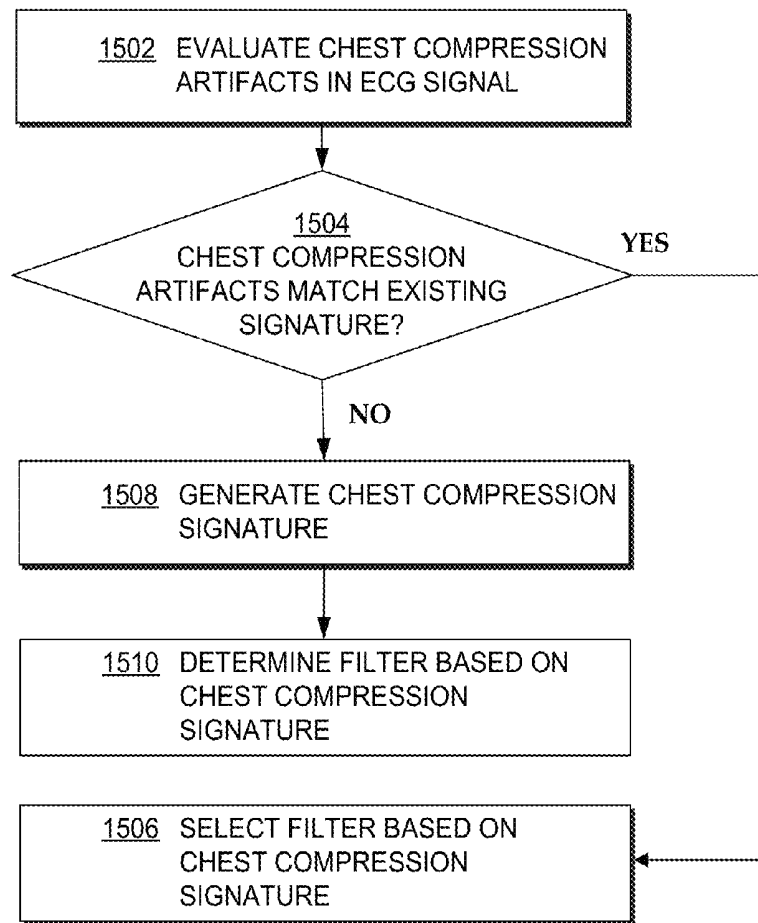 1502 EVALUATE CHEST COMPRESSION
ARTIFACTS IN ECG SIGNAL
1504
CHEST COMPRESSION
ARTIFACTS MATCH EXISTING
SIGNATURE?
YES
NO
1508 GENERATE CHEST COMPRESSION
SIGNATURE
1510 DETERMINE FILTER BASED ON
CHEST COMPRESSION
SIGNATURE
1506 SELECT FILTER BASED ON
CHEST COMPRESSION
SIGNATURE